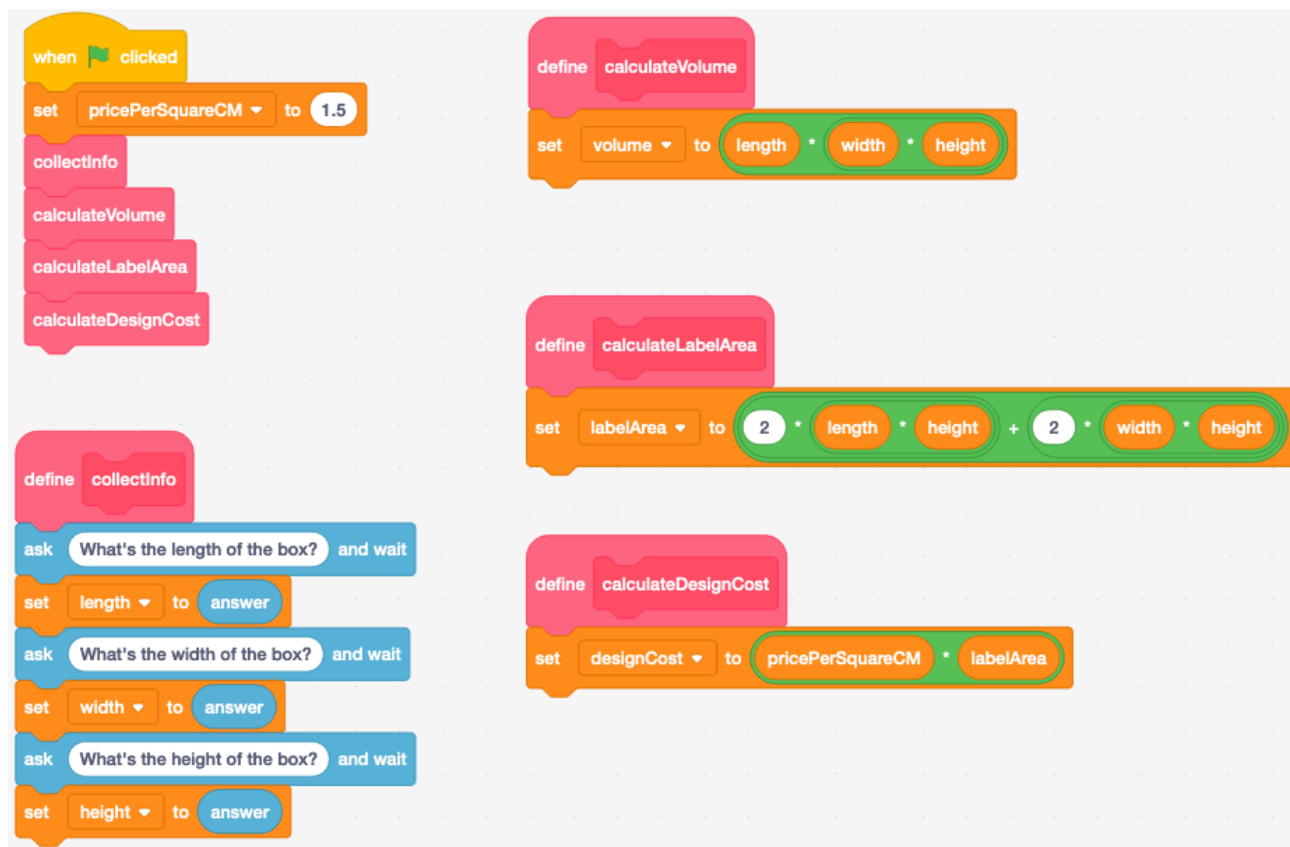 when clicked
set pricePerSquareCM to 1.5
collectInfo
calculateVolume
calculateLabelArea
calculateDesignCost
define collectInfo
ask What's the length of the box? and wait
set length to answer
ask What's the width of the box? and wait
set width to answer
ask What's the height of the box? and wait
set height to answer
define calculateVolume
set volume to length * width * height
define calculateLabelArea
set labelArea to 2 * length * height + 2 * width * height
define calculateDesignCost
set designCost to pricePerSquareCM * labelArea